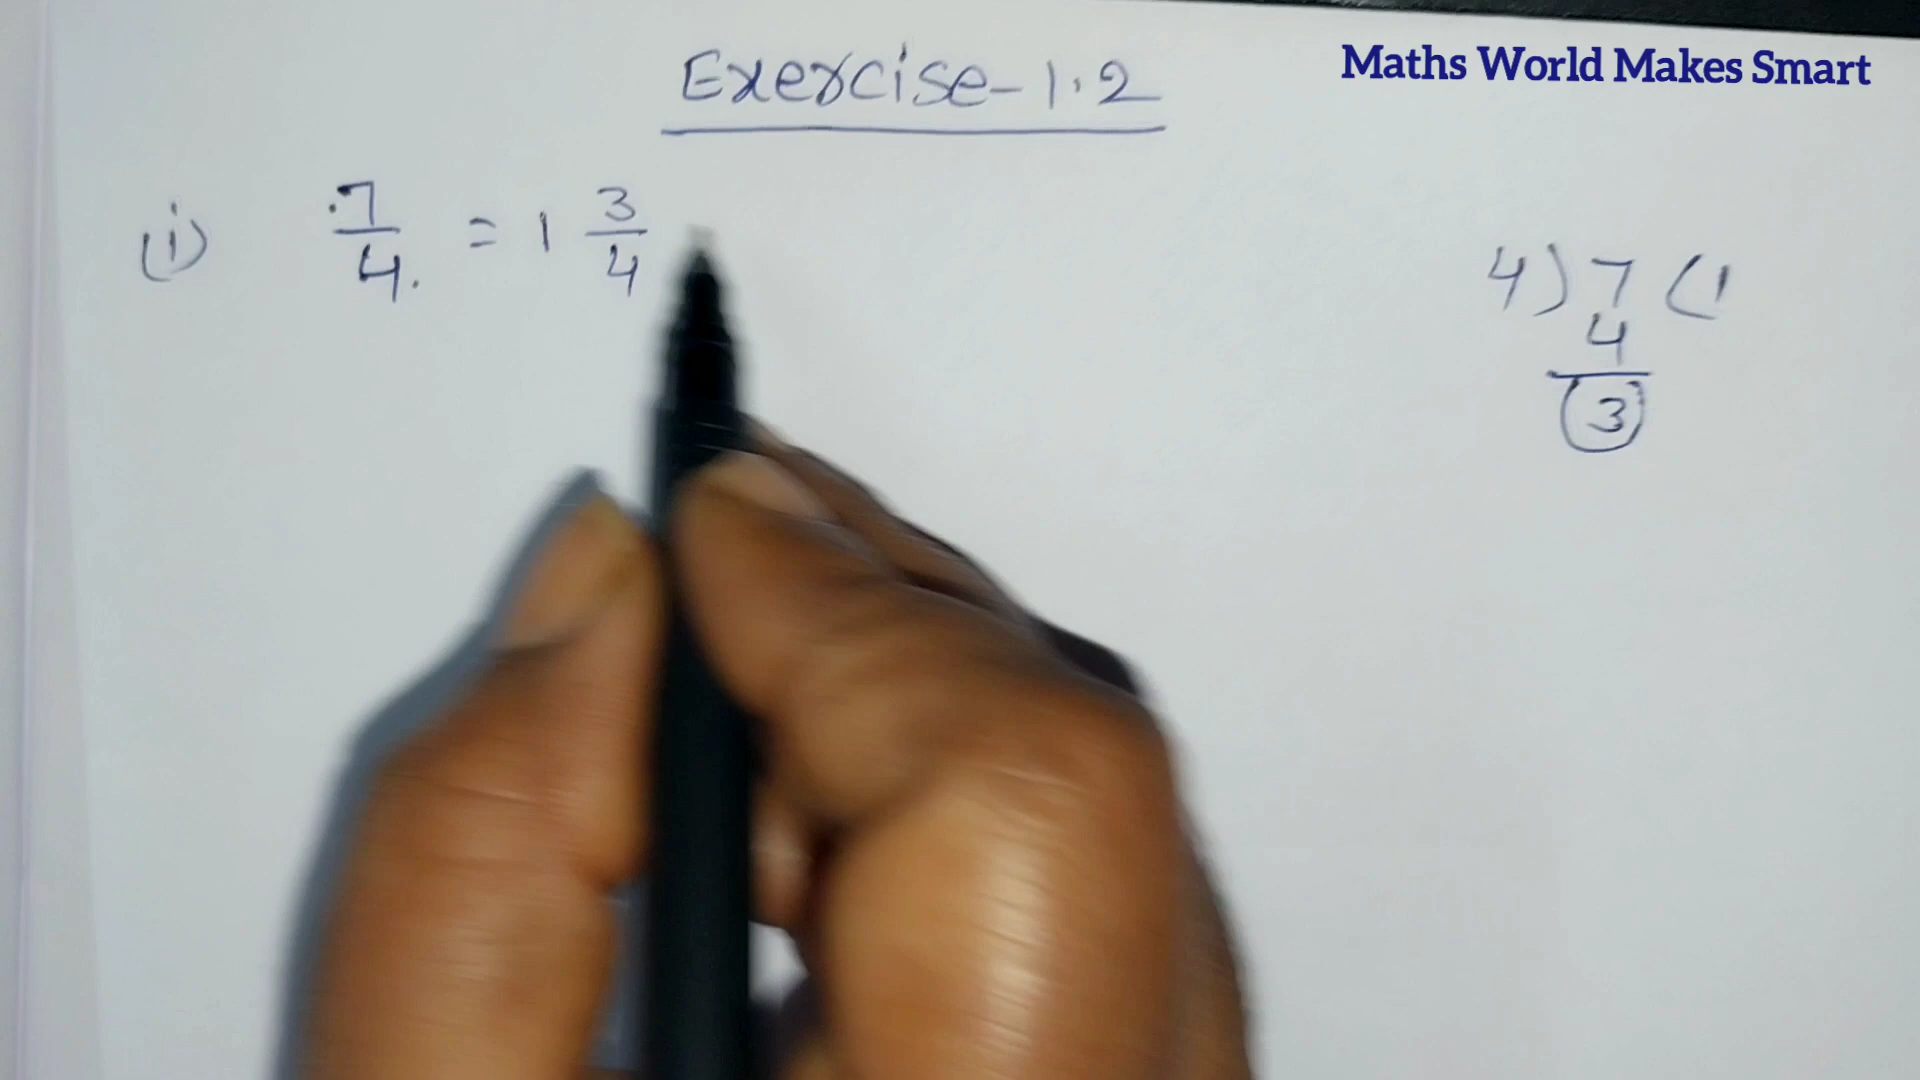 Maths World Makes Smart
Exercise-1.2
(i) 7/4 = 1 3/4
4) 7 (1
4
3